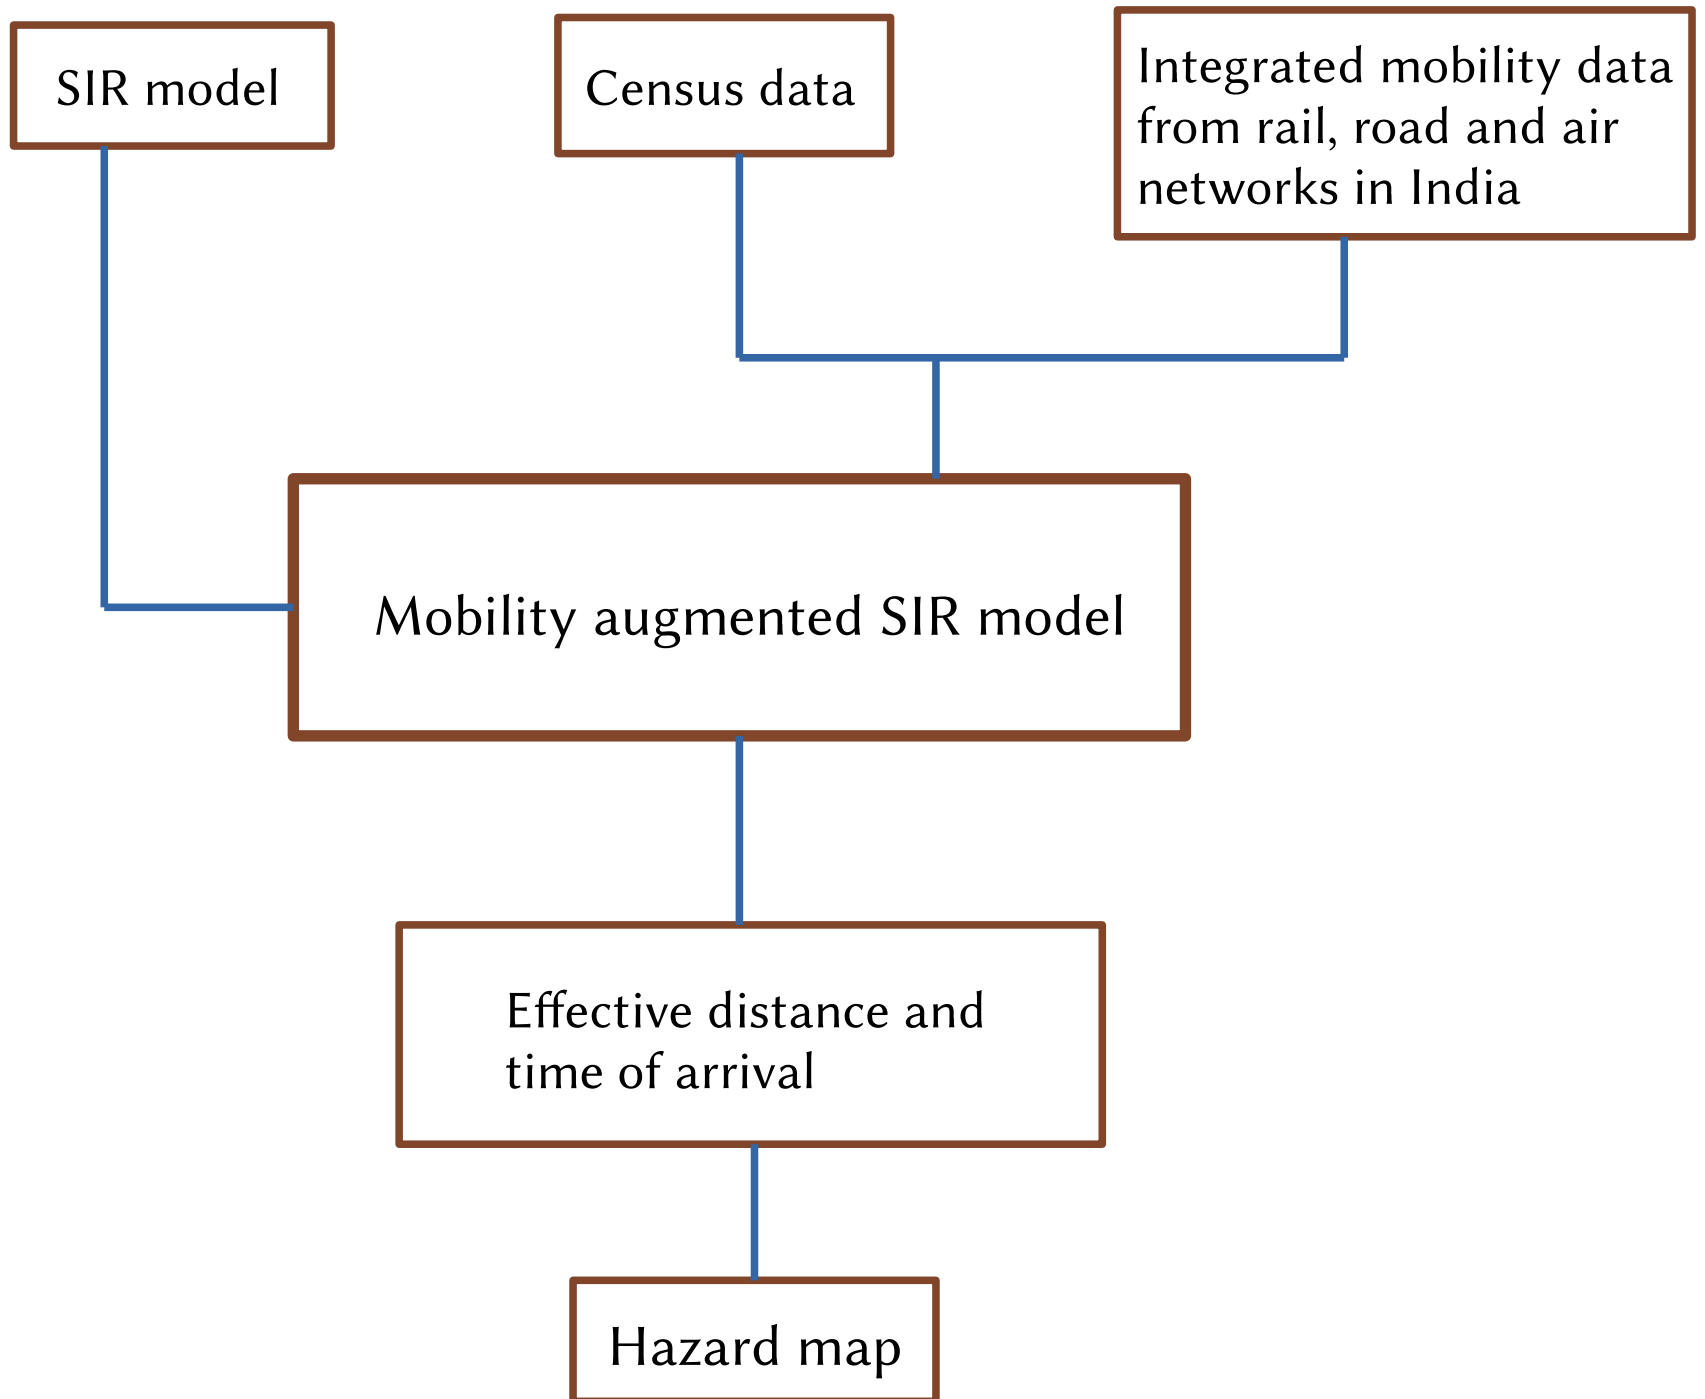 SIR model
Census data
Integrated mobility data
from rail, road and air
networks in India
Mobility augmented SIR model
Effective distance and
time of arrival
Hazard map